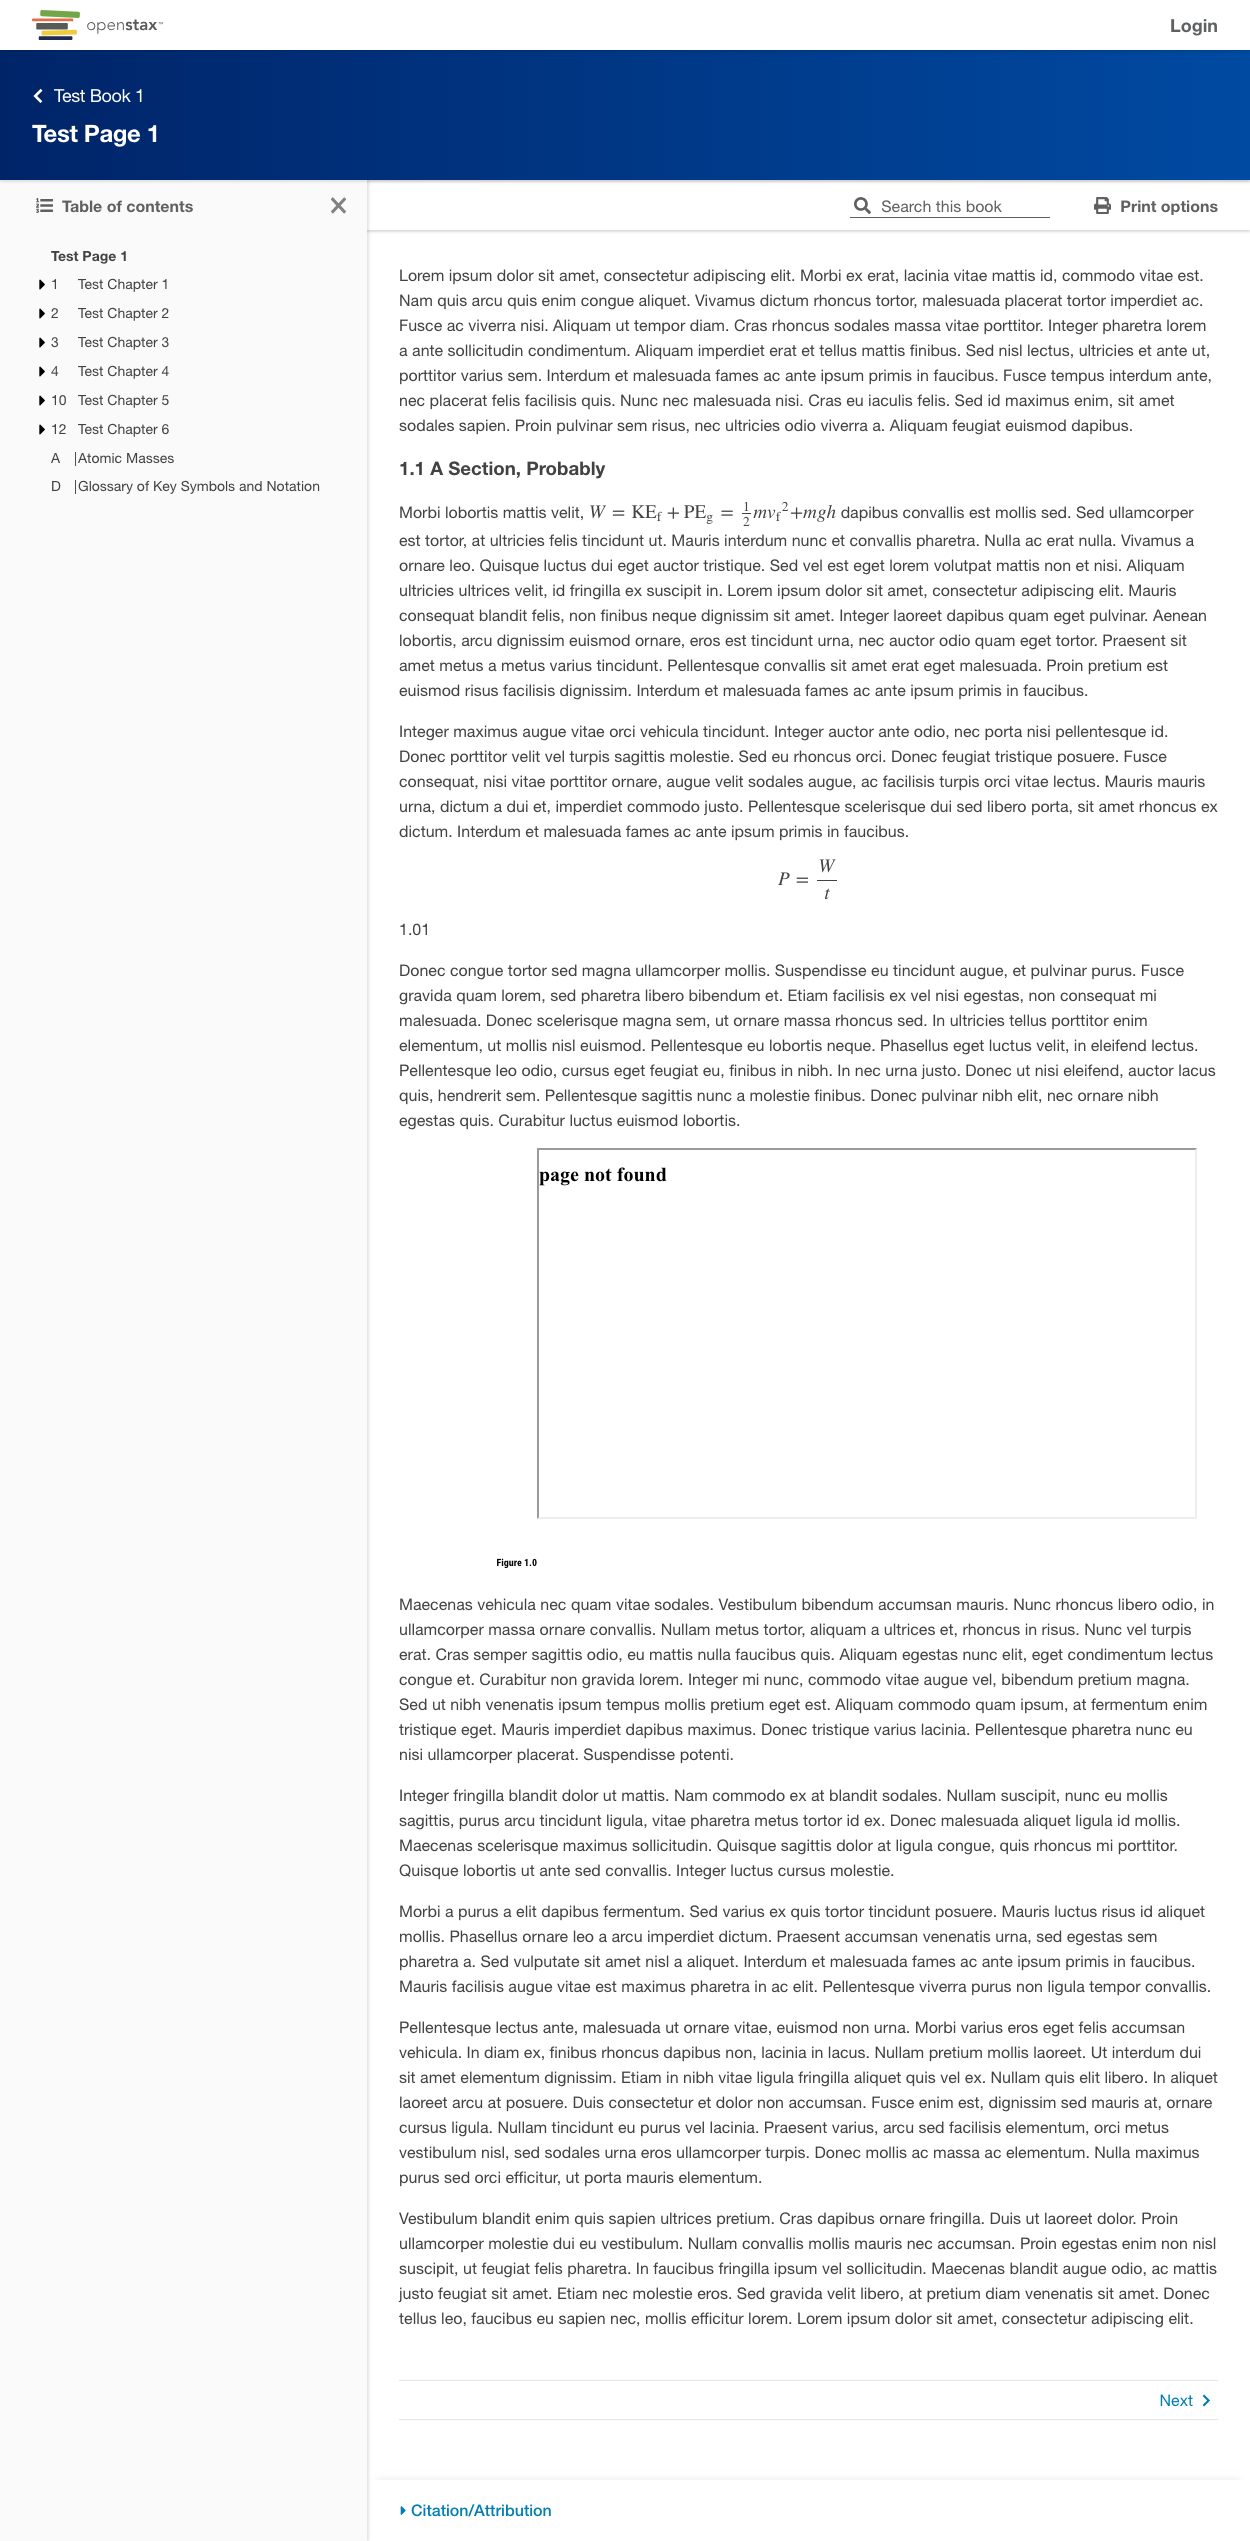 openstax™
Login
Test Book 1
Test Page 1
Table of contents
Search this book
Print options
Test Page 1
1 Test Chapter 1
2 Test Chapter 2
3 Test Chapter 3
4 Test Chapter 4
10 Test Chapter 5
12 Test Chapter 6
A |Atomic Masses
D |Glossary of Key Symbols and Notation
Lorem ipsum dolor sit amet, consectetur adipiscing elit. Morbi ex erat, lacinia vitae mattis id, commodo vitae est.
Nam quis arcu quis enim congue aliquet. Vivamus dictum rhoncus tortor, malesuada placerat tortor imperdiet ac.
Fusce ac viverra nisi. Aliquam ut tempor diam. Cras rhoncus sodales massa vitae porttitor. Integer pharetra lorem
a ante sollicitudin condimentum. Aliquam imperdiet erat et tellus mattis finibus. Sed nisl lectus, ultricies et ante ut,
porttitor varius sem. Interdum et malesuada fames ac ante ipsum primis in faucibus. Fusce tempus interdum ante,
nec placerat felis facilisis quis. Nunc nec malesuada nisi. Cras eu iaculis felis. Sed id maximus enim, sit amet
sodales sapien. Proin pulvinar sem risus, nec ultricies odio viverra a. Aliquam feugiat euismod dapibus.
1.1 A Section, Probably
Morbi lobortis mattis velit, W = KE_f + PE_g = 1/2 mv_f^2+mgh dapibus convallis est mollis sed. Sed ullamcorper
est tortor, at ultricies felis tincidunt ut. Mauris interdum nunc et convallis pharetra. Nulla ac erat nulla. Vivamus a
ornare leo. Quisque luctus dui eget auctor tristique. Sed vel est eget lorem volutpat mattis non et nisi. Aliquam
ultricies ultrices velit, id fringilla ex suscipit in. Lorem ipsum dolor sit amet, consectetur adipiscing elit. Mauris
consequat blandit felis, non finibus neque dignissim sit amet. Integer laoreet dapibus quam eget pulvinar. Aenean
lobortis, arcu dignissim euismod ornare, eros est tincidunt urna, nec auctor odio quam eget tortor. Praesent sit
amet metus a metus varius tincidunt. Pellentesque convallis sit amet erat eget malesuada. Proin pretium est
euismod risus facilisis dignissim. Interdum et malesuada fames ac ante ipsum primis in faucibus.
Integer maximus augue vitae orci vehicula tincidunt. Integer auctor ante odio, nec porta nisi pellentesque id.
Donec porttitor velit vel turpis sagittis molestie. Sed eu rhoncus orci. Donec feugiat tristique posuere. Fusce
consequat, nisi vitae porttitor ornare, augue velit sodales augue, ac facilisis turpis orci vitae lectus. Mauris mauris
urna, dictum a dui et, imperdiet commodo justo. Pellentesque scelerisque dui sed libero porta, sit amet rhoncus ex
dictum. Interdum et malesuada fames ac ante ipsum primis in faucibus.
P = W/t
1.01
Donec congue tortor sed magna ullamcorper mollis. Suspendisse eu tincidunt augue, et pulvinar purus. Fusce
gravida quam lorem, sed pharetra libero bibendum et. Etiam facilisis ex vel nisi egestas, non consequat mi
malesuada. Donec scelerisque magna sem, ut ornare massa rhoncus sed. In ultricies tellus porttitor enim
elementum, ut mollis nisl euismod. Pellentesque eu lobortis neque. Phasellus eget luctus velit, in eleifend lectus.
Pellentesque leo odio, cursus eget feugiat eu, finibus in nibh. In nec urna justo. Donec ut nisi eleifend, auctor lacus
quis, hendrerit sem. Pellentesque sagittis nunc a molestie finibus. Donec pulvinar nibh elit, nec ornare nibh
egestas quis. Curabitur luctus euismod lobortis.
page not found
Figure 1.0
Maecenas vehicula nec quam vitae sodales. Vestibulum bibendum accumsan mauris. Nunc rhoncus libero odio, in
ullamcorper massa ornare convallis. Nullam metus tortor, aliquam a ultrices et, rhoncus in risus. Nunc vel turpis
erat. Cras semper sagittis odio, eu mattis nulla faucibus quis. Aliquam egestas nunc elit, eget condimentum lectus
congue et. Curabitur non gravida lorem. Integer mi nunc, commodo vitae augue vel, bibendum pretium magna.
Sed ut nibh venenatis ipsum tempus mollis pretium eget est. Aliquam commodo quam ipsum, at fermentum enim
tristique eget. Mauris imperdiet dapibus maximus. Donec tristique varius lacinia. Pellentesque pharetra nunc eu
nisi ullamcorper placerat. Suspendisse potenti.
Integer fringilla blandit dolor ut mattis. Nam commodo ex at blandit sodales. Nullam suscipit, nunc eu mollis
sagittis, purus arcu tincidunt ligula, vitae pharetra metus tortor id ex. Donec malesuada aliquet ligula id mollis.
Maecenas scelerisque maximus sollicitudin. Quisque sagittis dolor at ligula congue, quis rhoncus mi porttitor.
Quisque lobortis ut ante sed convallis. Integer luctus cursus molestie.
Morbi a purus a elit dapibus fermentum. Sed varius ex quis tortor tincidunt posuere. Mauris luctus risus id aliquet
mollis. Phasellus ornare leo a arcu imperdiet dictum. Praesent accumsan venenatis urna, sed egestas sem
pharetra a. Sed vulputate sit amet nisl a aliquet. Interdum et malesuada fames ac ante ipsum primis in faucibus.
Mauris facilisis augue vitae est maximus pharetra in ac elit. Pellentesque viverra purus non ligula tempor convallis.
Pellentesque lectus ante, malesuada ut ornare vitae, euismod non urna. Morbi varius eros eget felis accumsan
vehicula. In diam ex, finibus rhoncus dapibus non, lacinia in lacus. Nullam pretium mollis laoreet. Ut interdum dui
sit amet elementum dignissim. Etiam in nibh vitae ligula fringilla aliquet quis vel ex. Nullam quis elit libero. In aliquet
laoreet arcu at posuere. Duis consectetur et dolor non accumsan. Fusce enim est, dignissim sed mauris at, ornare
cursus ligula. Nullam tincidunt eu purus vel lacinia. Praesent varius, arcu sed facilisis elementum, orci metus
vestibulum nisl, sed sodales urna eros ullamcorper turpis. Donec mollis ac massa ac elementum. Nulla maximus
purus sed orci efficitur, ut porta mauris elementum.
Vestibulum blandit enim quis sapien ultrices pretium. Cras dapibus ornare fringilla. Duis ut laoreet dolor. Proin
ullamcorper molestie dui eu vestibulum. Nullam convallis mollis mauris nec accumsan. Proin egestas enim non nisl
suscipit, ut feugiat felis pharetra. In faucibus fringilla ipsum vel sollicitudin. Maecenas blandit augue odio, ac mattis
justo feugiat sit amet. Etiam nec molestie eros. Sed gravida velit libero, at pretium diam venenatis sit amet. Donec
tellus leo, faucibus eu sapien nec, mollis efficitur lorem. Lorem ipsum dolor sit amet, consectetur adipiscing elit.
Next
Citation/Attribution